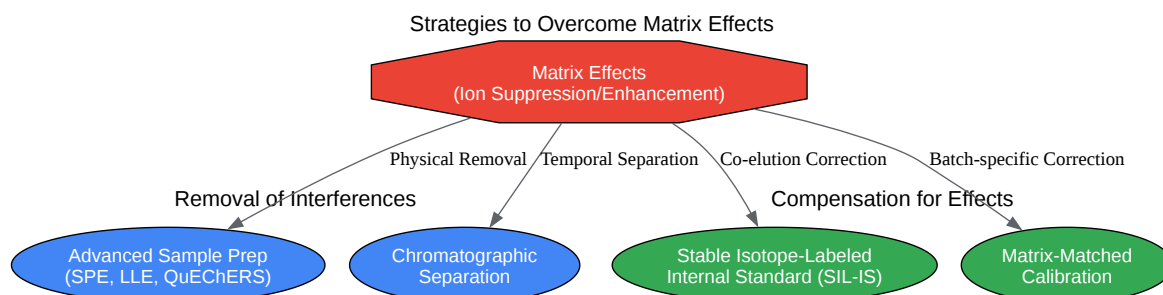 Strategies to Overcome Matrix Effects
Matrix Effects
(Ion Suppression/Enhancement)
Physical Removal
Temporal Separation
Co-elution Correction
Batch-specific Correction
Removal of Interferences
Compensation for Effects
Advanced Sample Prep
(SPE, LLE, QuEChERS)
Chromatographic
Separation
Stable Isotope-Labeled
Internal Standard (SIL-IS)
Matrix-Matched
Calibration